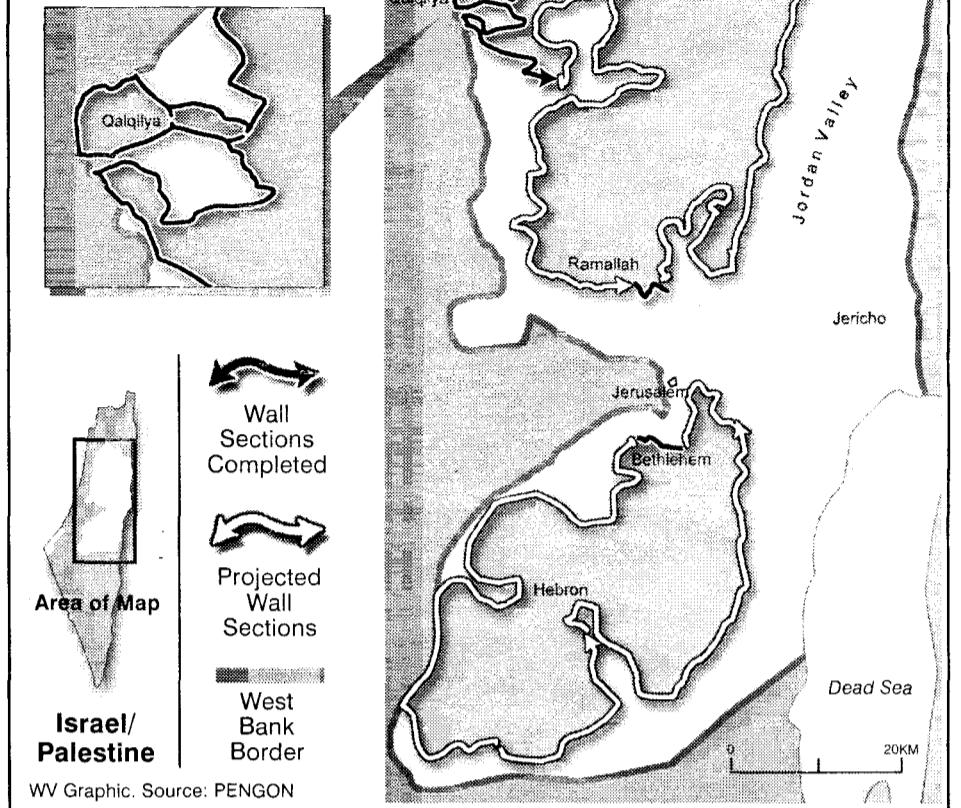 Qalqilya
Jordan Valley
Ramallah
Jericho
Jerusalem
Bethlehem
Hebron
Dead Sea
0 20KM
Wall
Sections
Completed
Projected
Wall
Sections
West
Bank
Border
Area of Map
Israel/
Palestine
WV Graphic. Source: PENGON